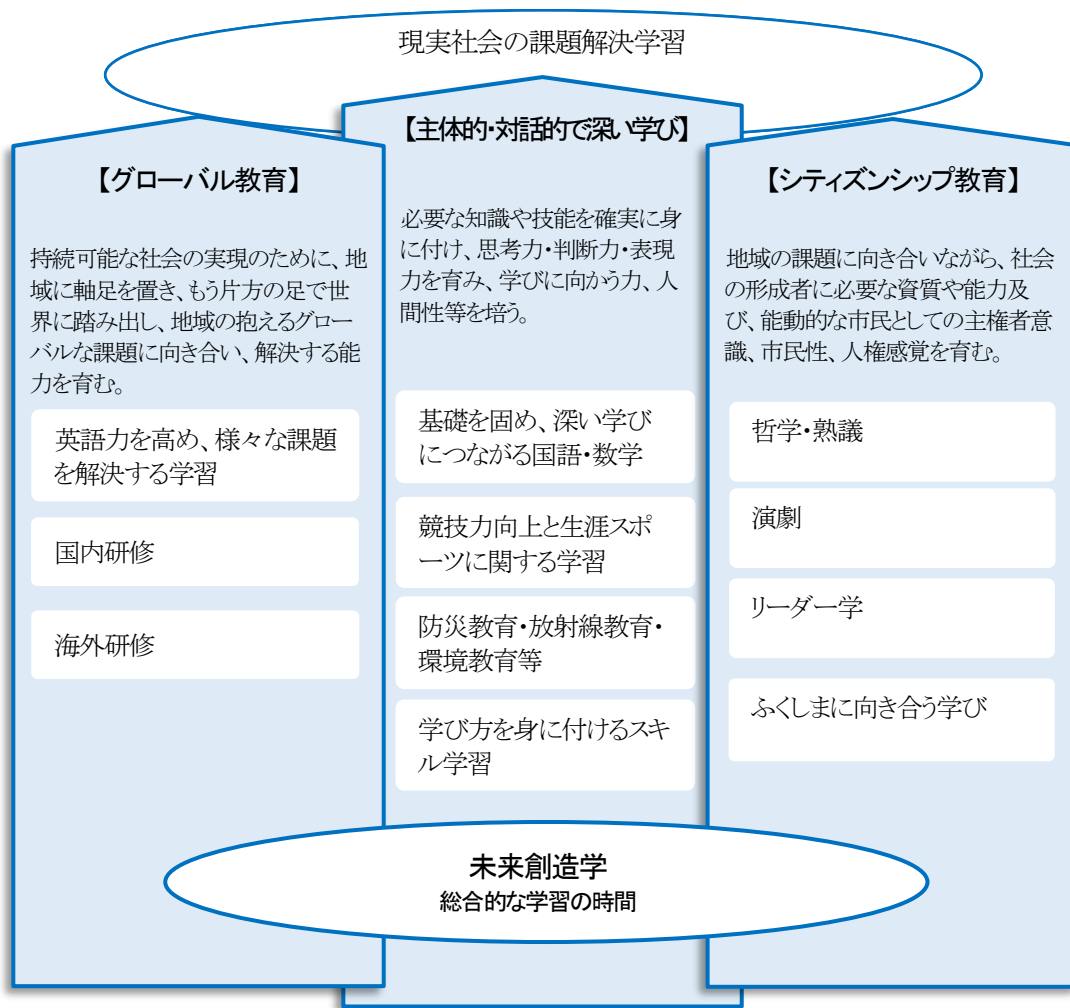 現実社会の課題解決学習
【グローバル教育】
持続可能な社会の実現のために、地
域に軸足を置き、もう片方の足で世
界に踏み出し、地域の抱えるグロー
バルな課題に向き合い、解決する能
力を育む。
英語力を高め、様々な課題
を解決する学習
国内研修
海外研修
【主体的・対話的で深い学び】
必要な知識や技能を確実に身
に付け、思考力・判断力・表現
力を育み、学びに向かう力、人
間性等を培う。
基礎を固め、深い学び
につながる国語・数学
競技力向上と生涯スポ
ーツに関する学習
防災教育・放射線教育・
環境教育等
学び方を身に付けるスキ
ル学習
【シティズンシップ教育】
地域の課題に向き合いながら、社会
の形成者に必要な資質や能力及
び、能動的な市民としての主権者意
識、市民性、人権感覚を育む。
哲学・熟議
演劇
リーダー学
ふくしまに向き合う学び
未来創造学
総合的な学習の時間